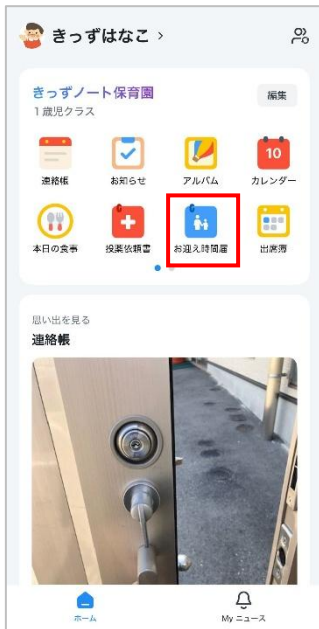 きっずはなこ
きっずノート保育園
編集
1歳児クラス
連絡帳 お知らせ アルバム カレンダー
10
本日の食事 投薬依頼書 お迎え時間届 出席簿
思い出を見る
連絡帳
ホーム My ニュース